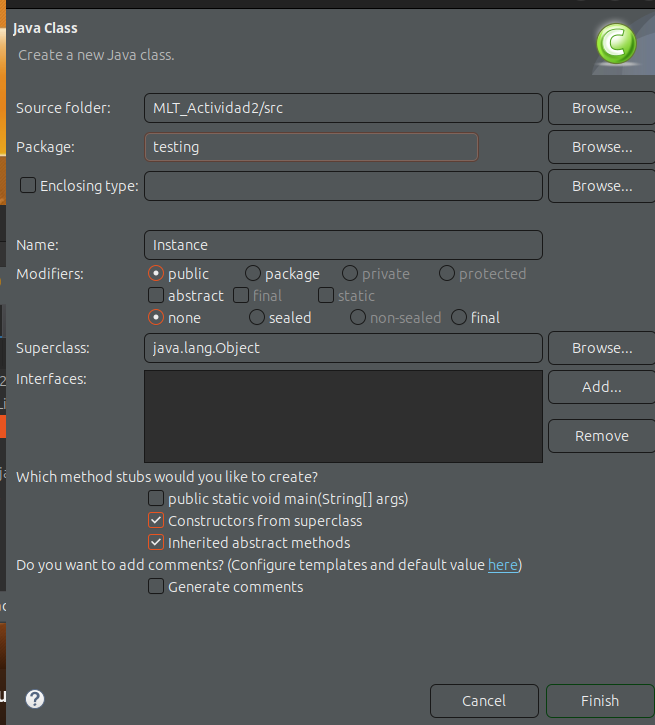 Java Class
Create a new Java class.
Source folder: MLT_Actividad2/src Browse...
Package: testing Browse...
Enclosing type: Browse...
Name: Instance
Modifiers: public package private protected
abstract final static
none sealed non-sealed final
Superclass: java.lang.Object Browse...
Interfaces: Add...
Remove
Which method stubs would you like to create?
public static void main(String[] args)
Constructors from superclass
Inherited abstract methods
Do you want to add comments? (Configure templates and default value here)
Generate comments
? Cancel Finish